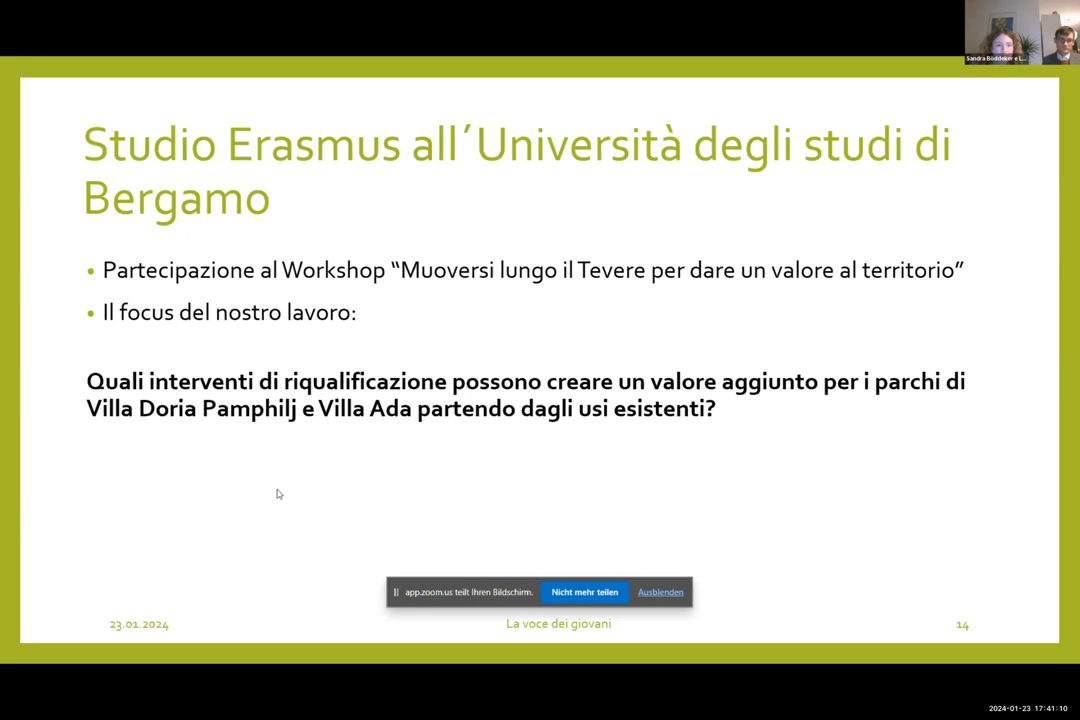 Sandra Böddeker e L...
Studio Erasmus all´Università degli studi di
Bergamo
• Partecipazione al Workshop “Muoversi lungo il Tevere per dare un valore al territorio”
• Il focus del nostro lavoro:
Quali interventi di riqualificazione possono creare un valore aggiunto per i parchi di
Villa Doria Pamphilj e Villa Ada partendo dagli usi esistenti?
app.zoom.us teilt Ihren Bildschirm. Nicht mehr teilen Ausblenden
23.01.2024 La voce dei giovani 14
2024-01-23 17:41:10